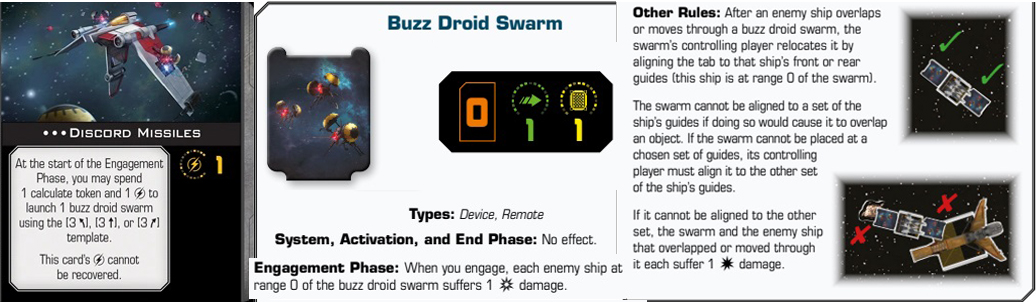 •••Discord Missiles
At the start of the Engagement
Phase, you may spend
1 calculate token and 1 to
launch 1 buzz droid swarm
using the [3 ], [3 ], or [3 ]
template.
This card's cannot
be recovered.
1
Buzz Droid Swarm
0
1
1
Types: Device, Remote
System, Activation, and End Phase: No effect.
Engagement Phase: When you engage, each enemy ship at
range 0 of the buzz droid swarm suffers 1 damage.
Other Rules: After an enemy ship overlaps
or moves through a buzz droid swarm, the
swarm's controlling player relocates it by
aligning the tab to that ship's front or rear
guides (this ship is at range 0 of the swarm).
The swarm cannot be aligned to a set of the
ship's guides if doing so would cause it to overlap
an object. If the swarm cannot be placed at a
chosen set of guides, its controlling
player must align it to the other set
of the ship's guides.
If it cannot be aligned to the other
set, the swarm and the enemy ship
that overlapped or moved through
it each suffer 1 damage.